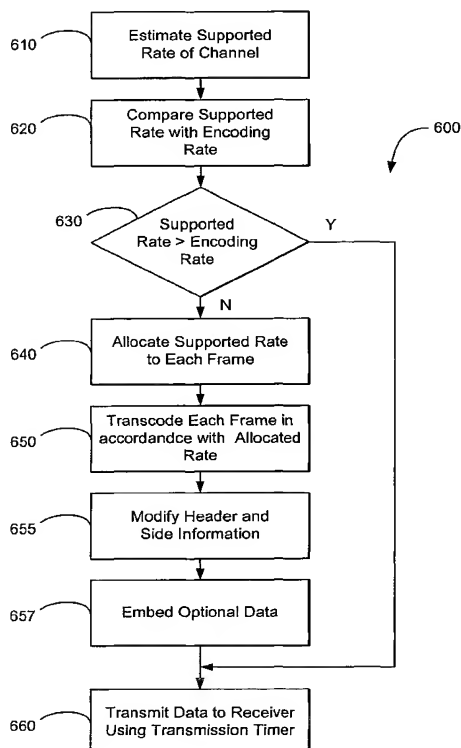 610
Estimate Supported
Rate of Channel
620
Compare Supported
Rate with Encoding
Rate
600
630
Supported
Rate > Encoding
Rate
Y
N
640
Allocate Supported Rate
to Each Frame
650
Transcode Each Frame in
accordandce with Allocated
Rate
655
Modify Header and
Side Information
657
Embed Optional Data
660
Transmit Data to Receiver
Using Transmission Timer